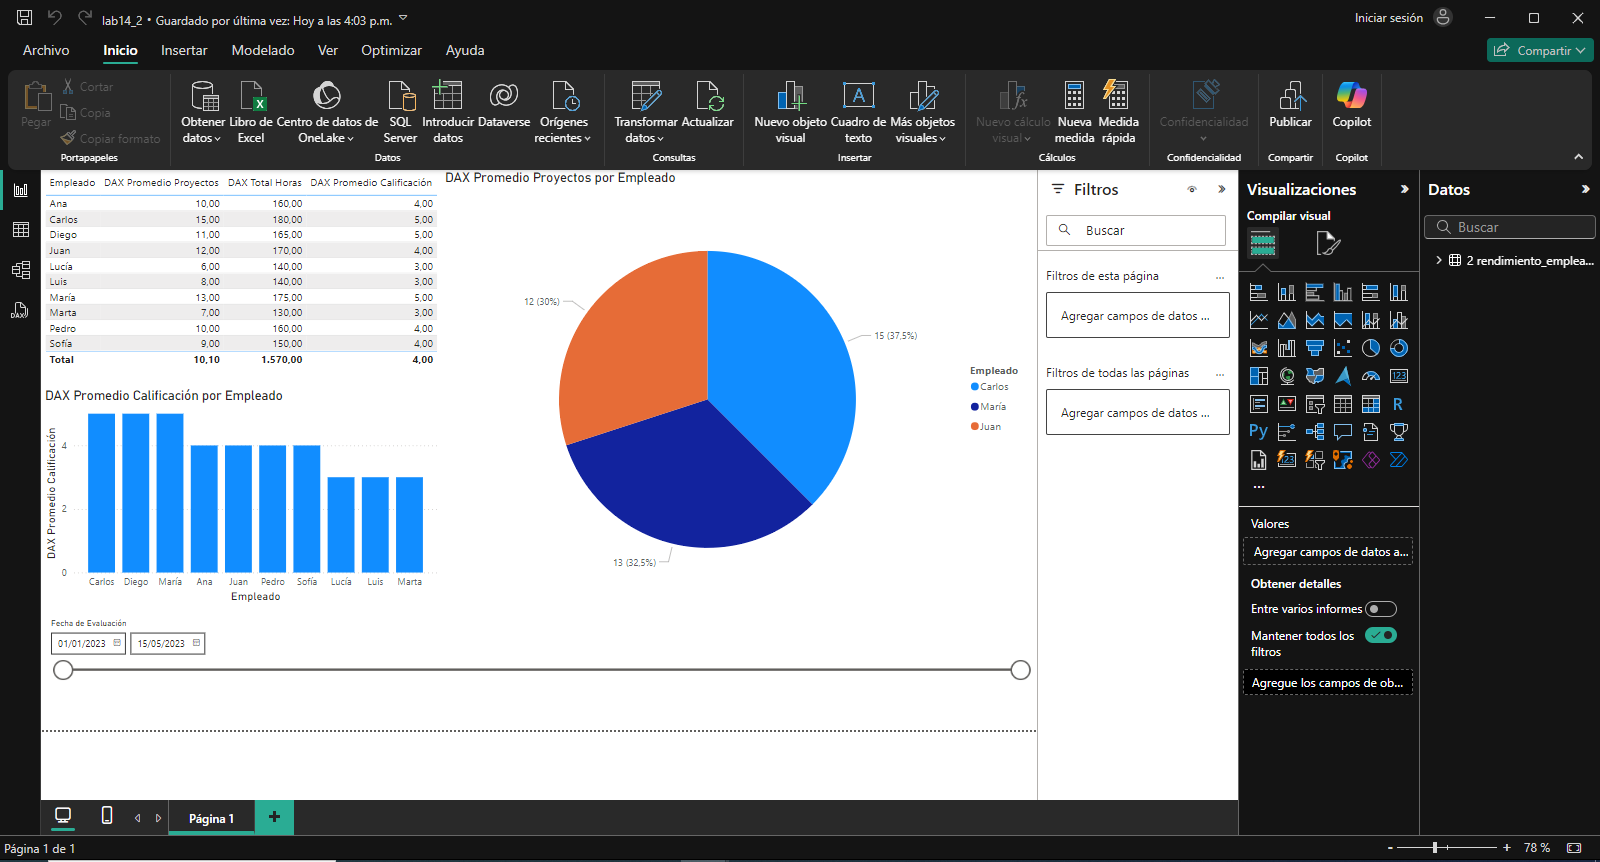 lab14_2 • Guardado por última vez: Hoy a las 4:03 p.m.
Iniciar sesión
Archivo Inicio Insertar Modelado Ver Optimizar Ayuda
Compartir
Pegar
Cortar
Copia
Copiar formato
Portapapeles
Obtener datos
Libro de Excel
Centro de datos de OneLake
SQL Server
Introducir datos
Dataverse
Orígenes recientes
Datos
Transformar datos
Actualizar
Consultas
Nuevo objeto visual
Cuadro de texto
Más objetos visuales
Insertar
Nuevo cálculo visual
Nueva medida
Medida rápida
Cálculos
Confidencialidad
Confidencialidad
Publicar
Compartir
Copilot
Copilot
Empleado DAX Promedio Proyectos DAX Total Horas DAX Promedio Calificación
Ana 10,00 160,00 4,00
Carlos 15,00 180,00 5,00
Diego 11,00 165,00 5,00
Juan 12,00 170,00 4,00
Lucía 6,00 140,00 3,00
Luis 8,00 140,00 3,00
María 13,00 175,00 5,00
Marta 7,00 130,00 3,00
Pedro 10,00 160,00 4,00
Sofía 9,00 150,00 4,00
Total 10,10 1.570,00 4,00
DAX Promedio Calificación por Empleado
DAX Promedio Calificación
4
2
0
Carlos Diego María Ana Juan Pedro Sofía Lucía Luis Marta
Empleado
Fecha de Evaluación
01/01/2023 15/05/2023
DAX Promedio Proyectos por Empleado
12 (30%)
15 (37,5%)
13 (32,5%)
Empleado
Carlos
María
Juan
Filtros
Buscar
Filtros de esta página ...
Agregar campos de datos ...
Filtros de todas las páginas ...
Agregar campos de datos ...
Visualizaciones
Compilar visual
123
R
Py
123
...
Valores
Agregar campos de datos a...
Obtener detalles
Entre varios informes
Mantener todos los filtros
Agregue los campos de ob...
Datos
Buscar
2 rendimiento_emplea...
DAX
Página 1
+
Página 1 de 1
- + 78 %